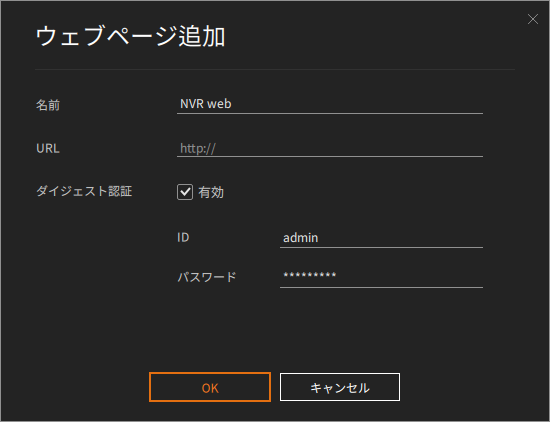 ウェブページ追加
名前 NVR web
URL http://
ダイジェスト認証 有効
ID admin
パスワード *********
OK キャンセル